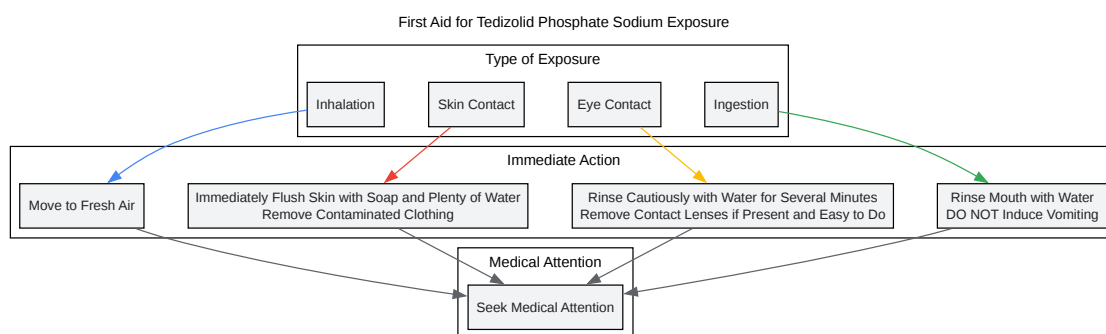 First Aid for Tedizolid Phosphate Sodium Exposure
Type of Exposure
Inhalation
Skin Contact
Eye Contact
Ingestion
Immediate Action
Move to Fresh Air
Immediately Flush Skin with Soap and Plenty of Water
Remove Contaminated Clothing
Rinse Cautiously with Water for Several Minutes
Remove Contact Lenses if Present and Easy to Do
Rinse Mouth with Water
DO NOT Induce Vomiting
Medical Attention
Seek Medical Attention